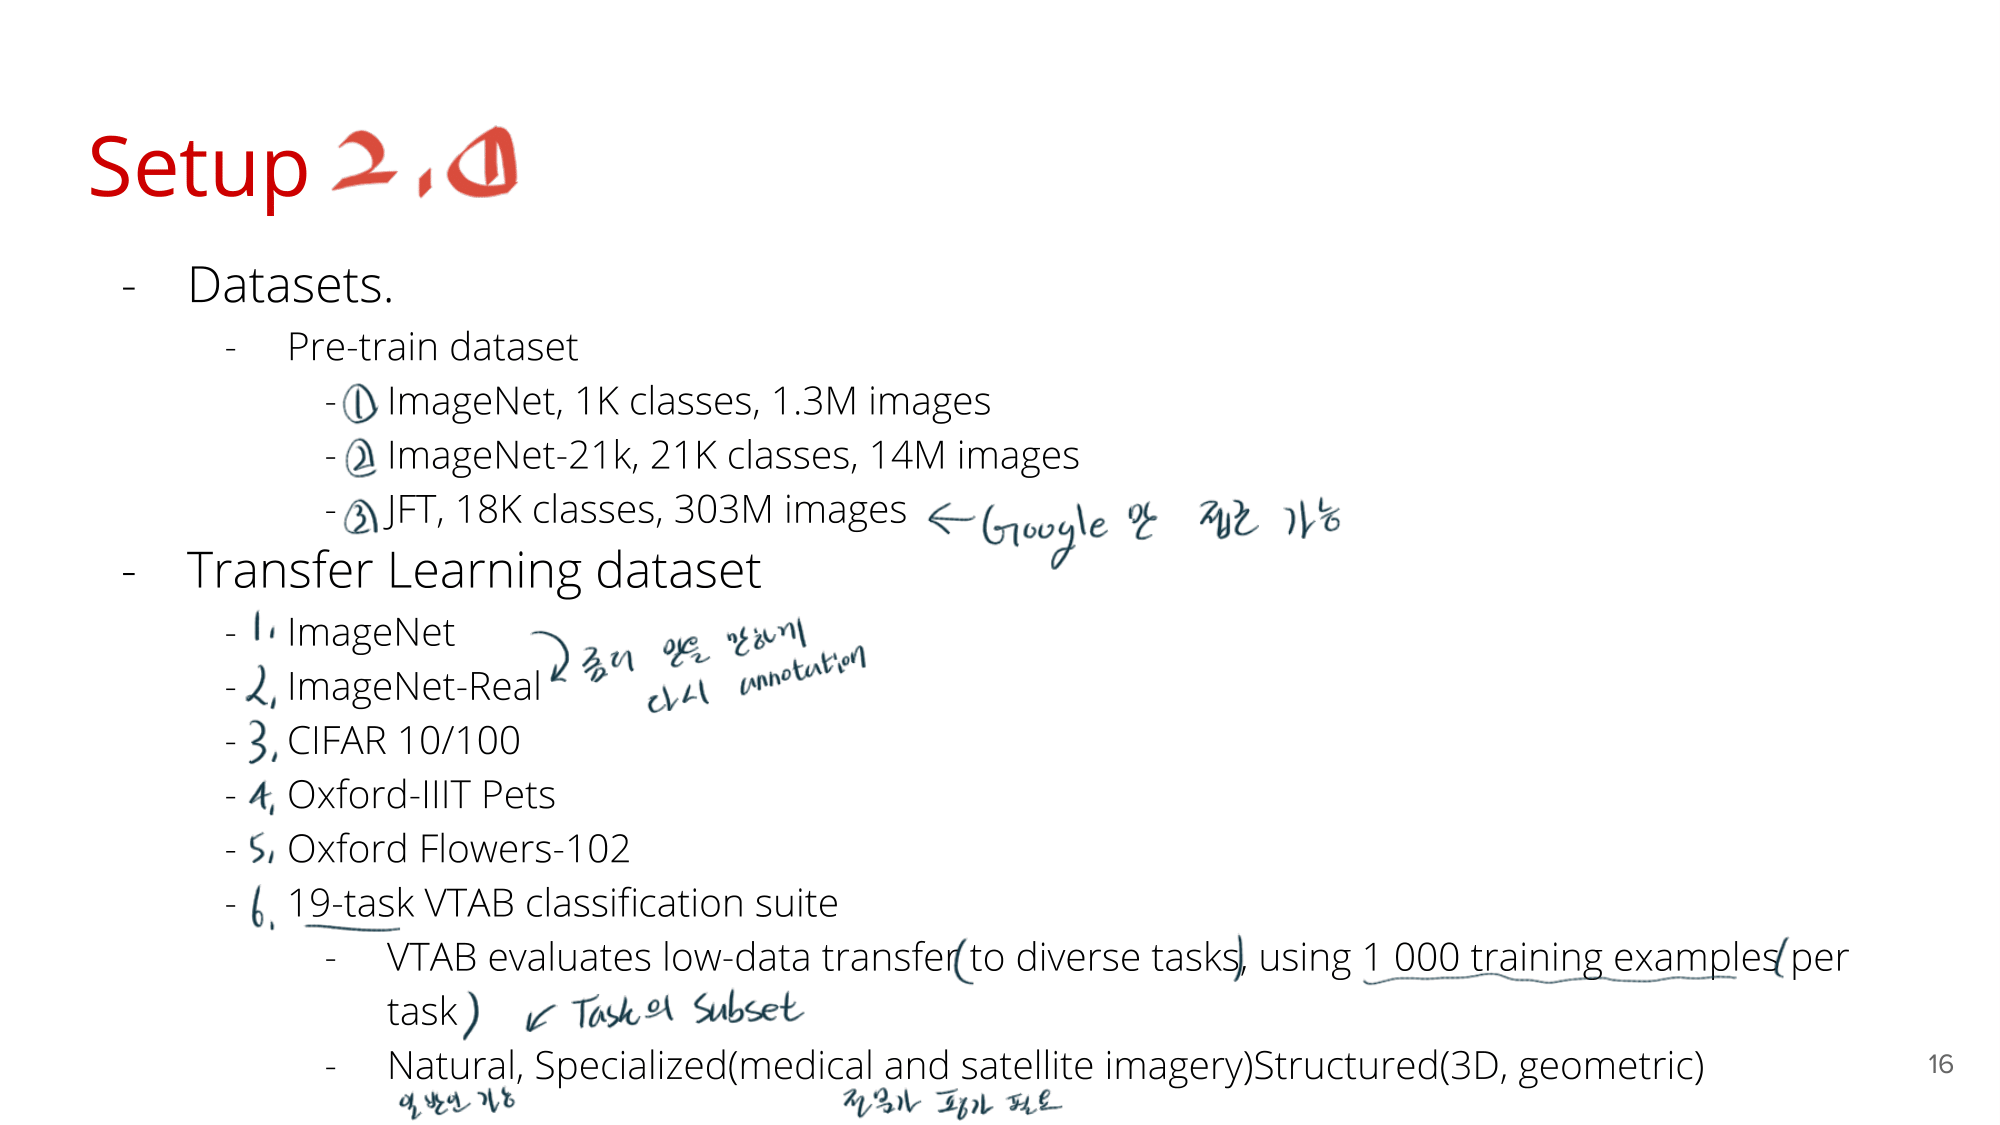 Setup 2.①
- Datasets.
- Pre-train dataset
- ① ImageNet, 1K classes, 1.3M images
- ② ImageNet-21k, 21K classes, 14M images
- ③ JFT, 18K classes, 303M images ← Google 만 접근 가능
- Transfer Learning dataset
- 1. ImageNet
좀더 믿을 만하게
- 2. ImageNet-Real
다시 annotation
- 3. CIFAR 10/100
- 4. Oxford-IIIT Pets
- 5. Oxford Flowers-102
- 6. 19-task VTAB classification suite
- VTAB evaluates low-data transfer (to diverse tasks), using 1 000 training examples (per
task) ↙ Task의 Subset
- Natural, Specialized(medical and satellite imagery)Structured(3D, geometric)
일반인 가능 전문가 평가 필요
16